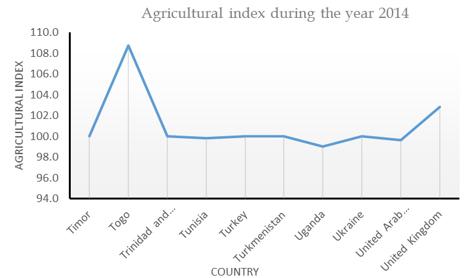 Agricultural index during the year 2014
110.0
108.0
106.0
104.0
102.0
100.0
98.0
96.0
94.0
AGRICULTURAL INDEX
Timor
Togo
Trinidad and...
Tunisia
Turkey
Turkmenistan
Uganda
Ukraine
United Arab...
United Kingdom
COUNTRY